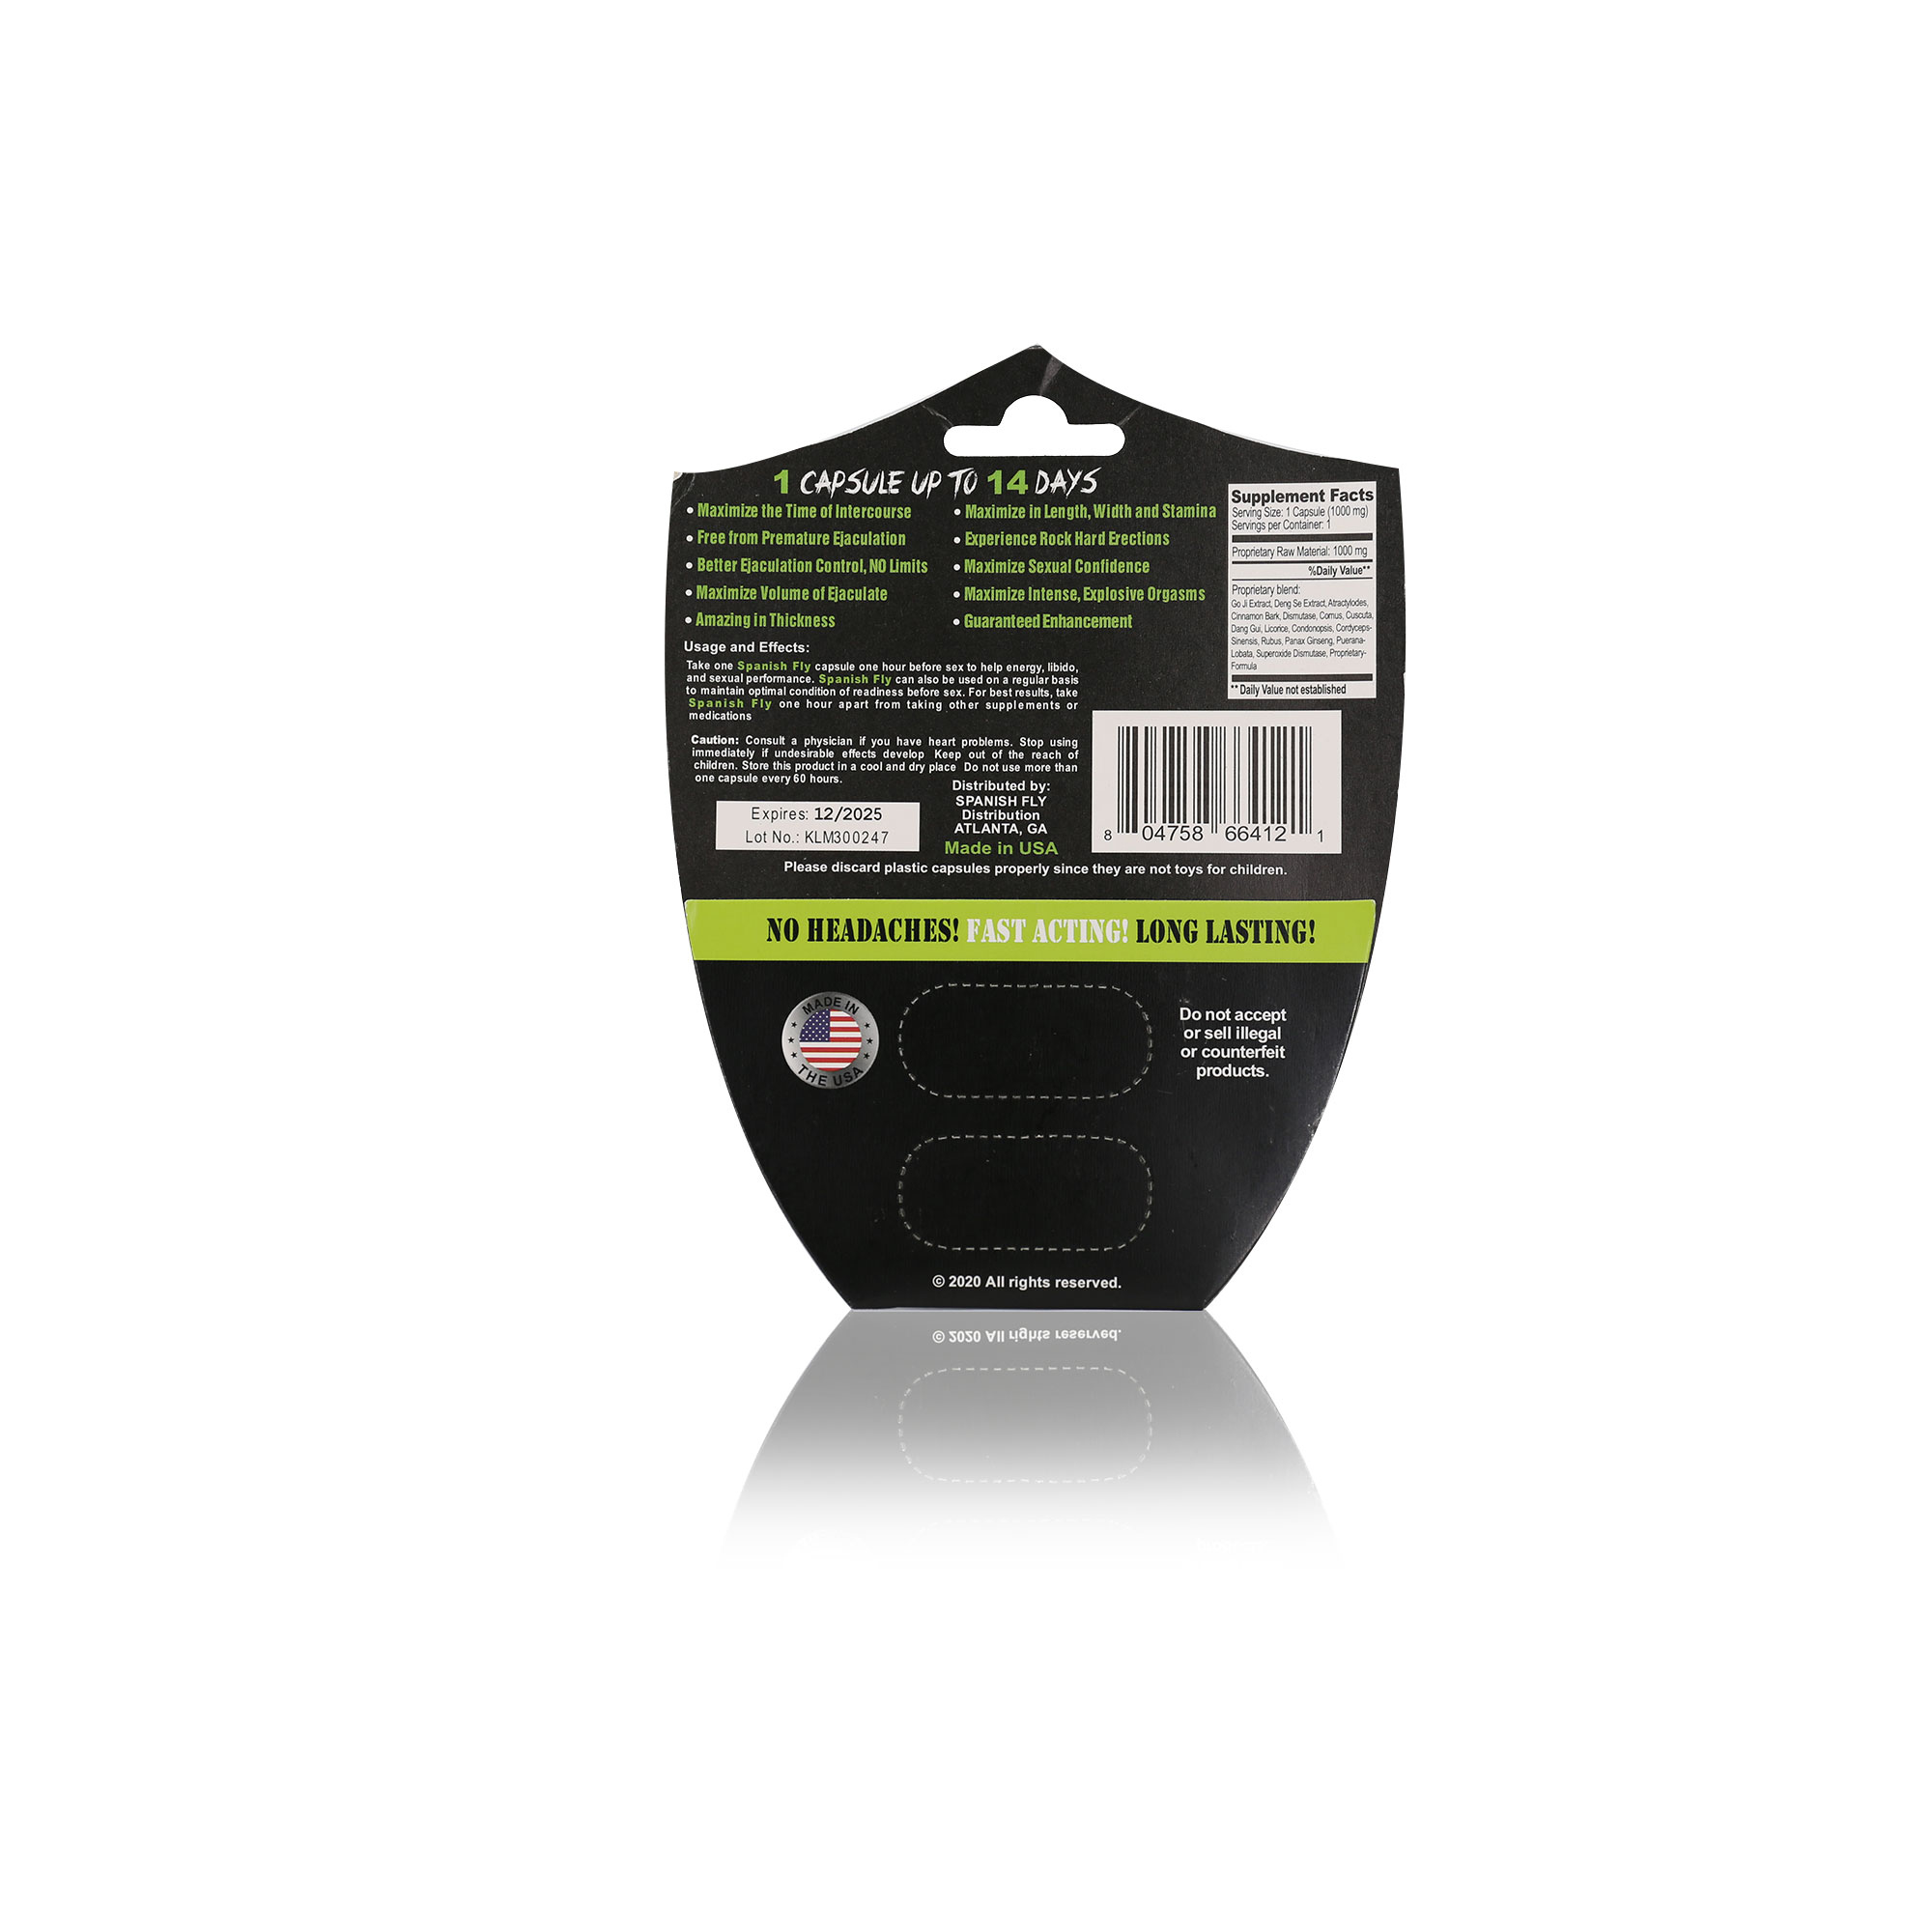 1 CAPSULE UP TO 14 DAYS
• Maximize the Time of Intercourse
• Free from Premature Ejaculation
• Better Ejaculation Control, NO Limits
• Maximize Volume of Ejaculate
• Amazing in Thickness
• Maximize in Length, Width and Stamina
• Experience Rock Hard Erections
• Maximize Sexual Confidence
• Maximize Intense, Explosive Orgasms
• Guaranteed Enhancement
Supplement Facts
Serving Size: 1 Capsule (1000 mg)
Servings per Container: 1
Proprietary Raw Material: 1000 mg
%Daily Value**
Proprietary blend:
Go Ji Extract, Deng Se Extract, Atractylodes,
Cinnamon Bark, Dismutase, Cornus, Cuscuta,
Dang Gui, Licorice, Condonopsis, Cordyceps-
Sinensis, Rubus, Panax Ginseng, Puerana-
Lobata, Superoxide Dismutase, Proprietary-
Formula
** Daily Value not established
Usage and Effects:
Take one Spanish Fly capsule one hour before sex to help energy, libido,
and sexual performance. Spanish Fly can also be used on a regular basis
to maintain optimal condition of readiness before sex. For best results, take
Spanish Fly one hour apart from taking other supplements or
medications
Caution: Consult a physician if you have heart problems. Stop using
immediately if undesirable effects develop Keep out of the reach of
children. Store this product in a cool and dry place Do not use more than
one capsule every 60 hours.
Expires: 12/2025
Lot No.: KLM300247
Distributed by:
SPANISH FLY
Distribution
ATLANTA, GA
Made in USA
8 04758 66412 1
Please discard plastic capsules properly since they are not toys for children.
NO HEADACHES! FAST ACTING! LONG LASTING!
MADE IN
THE USA
Do not accept
or sell illegal
or counterfeit
products.
© 2020 All rights reserved.
© 2020 All rights reserved.